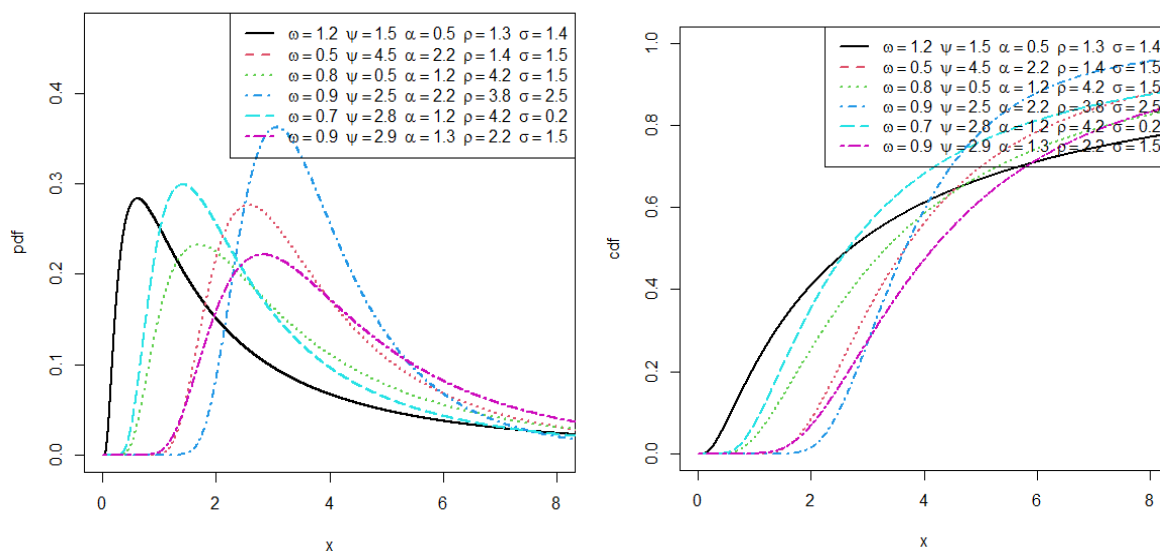 ω = 1.2 ψ = 1.5 α = 0.5 ρ = 1.3 σ = 1.4
ω = 0.5 ψ = 4.5 α = 2.2 ρ = 1.4 σ = 1.5
ω = 0.8 ψ = 0.5 α = 1.2 ρ = 4.2 σ = 1.5
ω = 0.9 ψ = 2.5 α = 2.2 ρ = 3.8 σ = 2.5
ω = 0.7 ψ = 2.8 α = 1.2 ρ = 4.2 σ = 0.2
ω = 0.9 ψ = 2.9 α = 1.3 ρ = 2.2 σ = 1.5
0.4
0.3
0.2
0.1
0.0
pdf
0 2 4 6 8
x
ω = 1.2 ψ = 1.5 α = 0.5 ρ = 1.3 σ = 1.4
ω = 0.5 ψ = 4.5 α = 2.2 ρ = 1.4 σ = 1.5
ω = 0.8 ψ = 0.5 α = 1.2 ρ = 4.2 σ = 1.5
ω = 0.9 ψ = 2.5 α = 2.2 ρ = 3.8 σ = 2.5
ω = 0.7 ψ = 2.8 α = 1.2 ρ = 4.2 σ = 0.2
ω = 0.9 ψ = 2.9 α = 1.3 ρ = 2.2 σ = 1.5
1.0
0.8
0.6
0.4
0.2
0.0
cdf
0 2 4 6 8
x